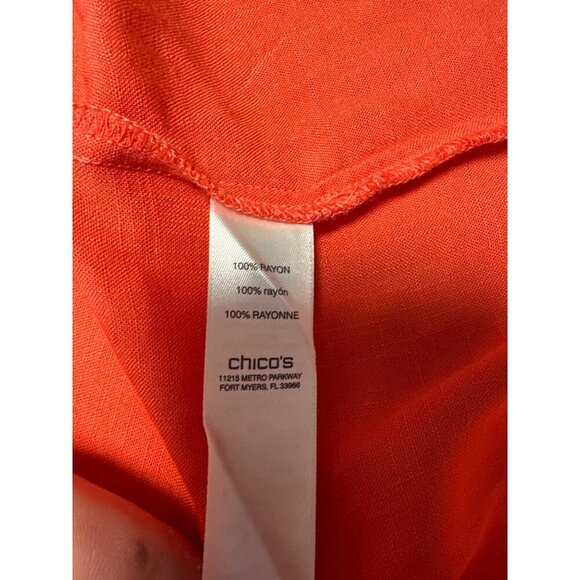 100% RAYON
100% rayón
100% RAYONNE
chico's
11215 METRO PARKWAY
FORT MYERS, FL 33966